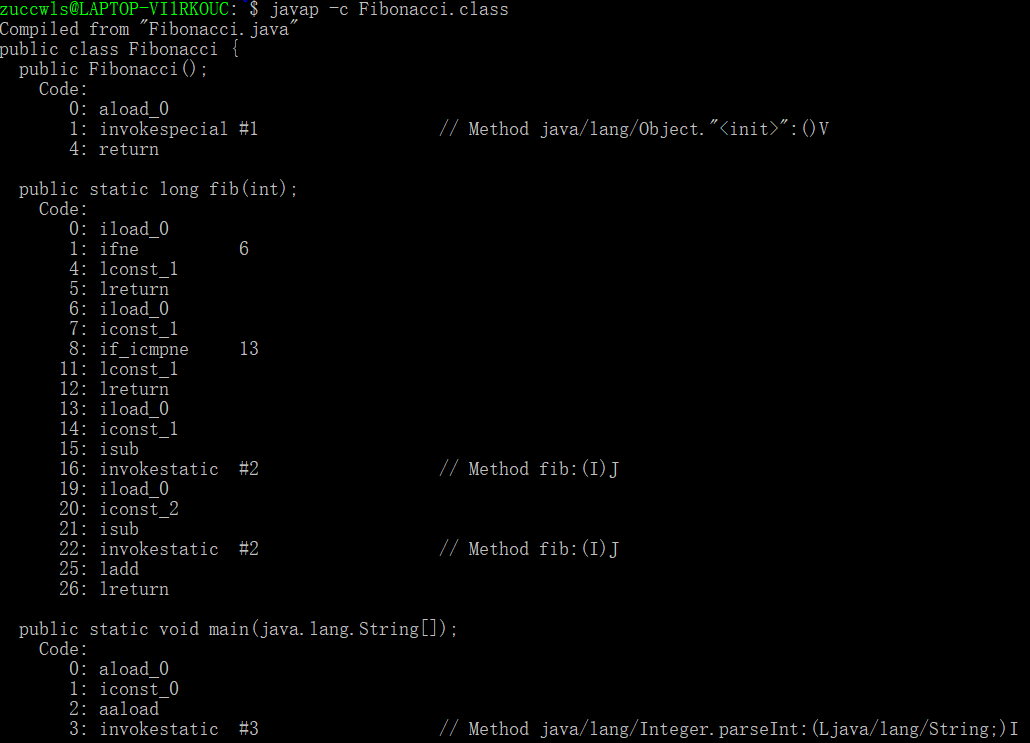 zuccwls@LAPTOP-VI1RKOUC:~$ javap -c Fibonacci.class
Compiled from "Fibonacci.java"
public class Fibonacci {
  public Fibonacci();
    Code:
       0: aload_0
       1: invokespecial #1                  // Method java/lang/Object."<init>":()V
       4: return

  public static long fib(int);
    Code:
       0: iload_0
       1: ifne          6
       4: lconst_1
       5: lreturn
       6: iload_0
       7: iconst_1
       8: if_icmpne     13
      11: lconst_1
      12: lreturn
      13: iload_0
      14: iconst_1
      15: isub
      16: invokestatic  #2                  // Method fib:(I)J
      19: iload_0
      20: iconst_2
      21: isub
      22: invokestatic  #2                  // Method fib:(I)J
      25: ladd
      26: lreturn

  public static void main(java.lang.String[]);
    Code:
       0: aload_0
       1: iconst_0
       2: aaload
       3: invokestatic  #3                  // Method java/lang/Integer.parseInt:(Ljava/lang/String;)I